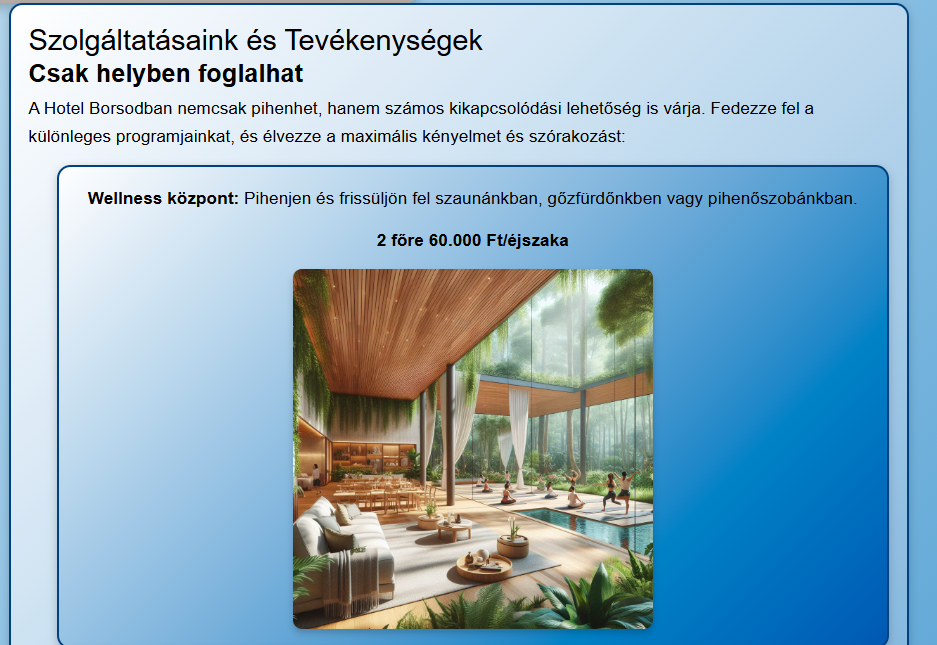 Szolgáltatásaink és Tevékenységek
Csak helyben foglalhat
A Hotel Borsodban nemcsak pihenhet, hanem számos kikapcsolódási lehetőség is várja. Fedezze fel a
különleges programjainkat, és élvezze a maximális kényelmet és szórakozást:
Wellness központ: Pihenjen és frissüljön fel szaunánkban, gőzfürdőnkben vagy pihenőszobánkban.
2 főre 60.000 Ft/éjszaka